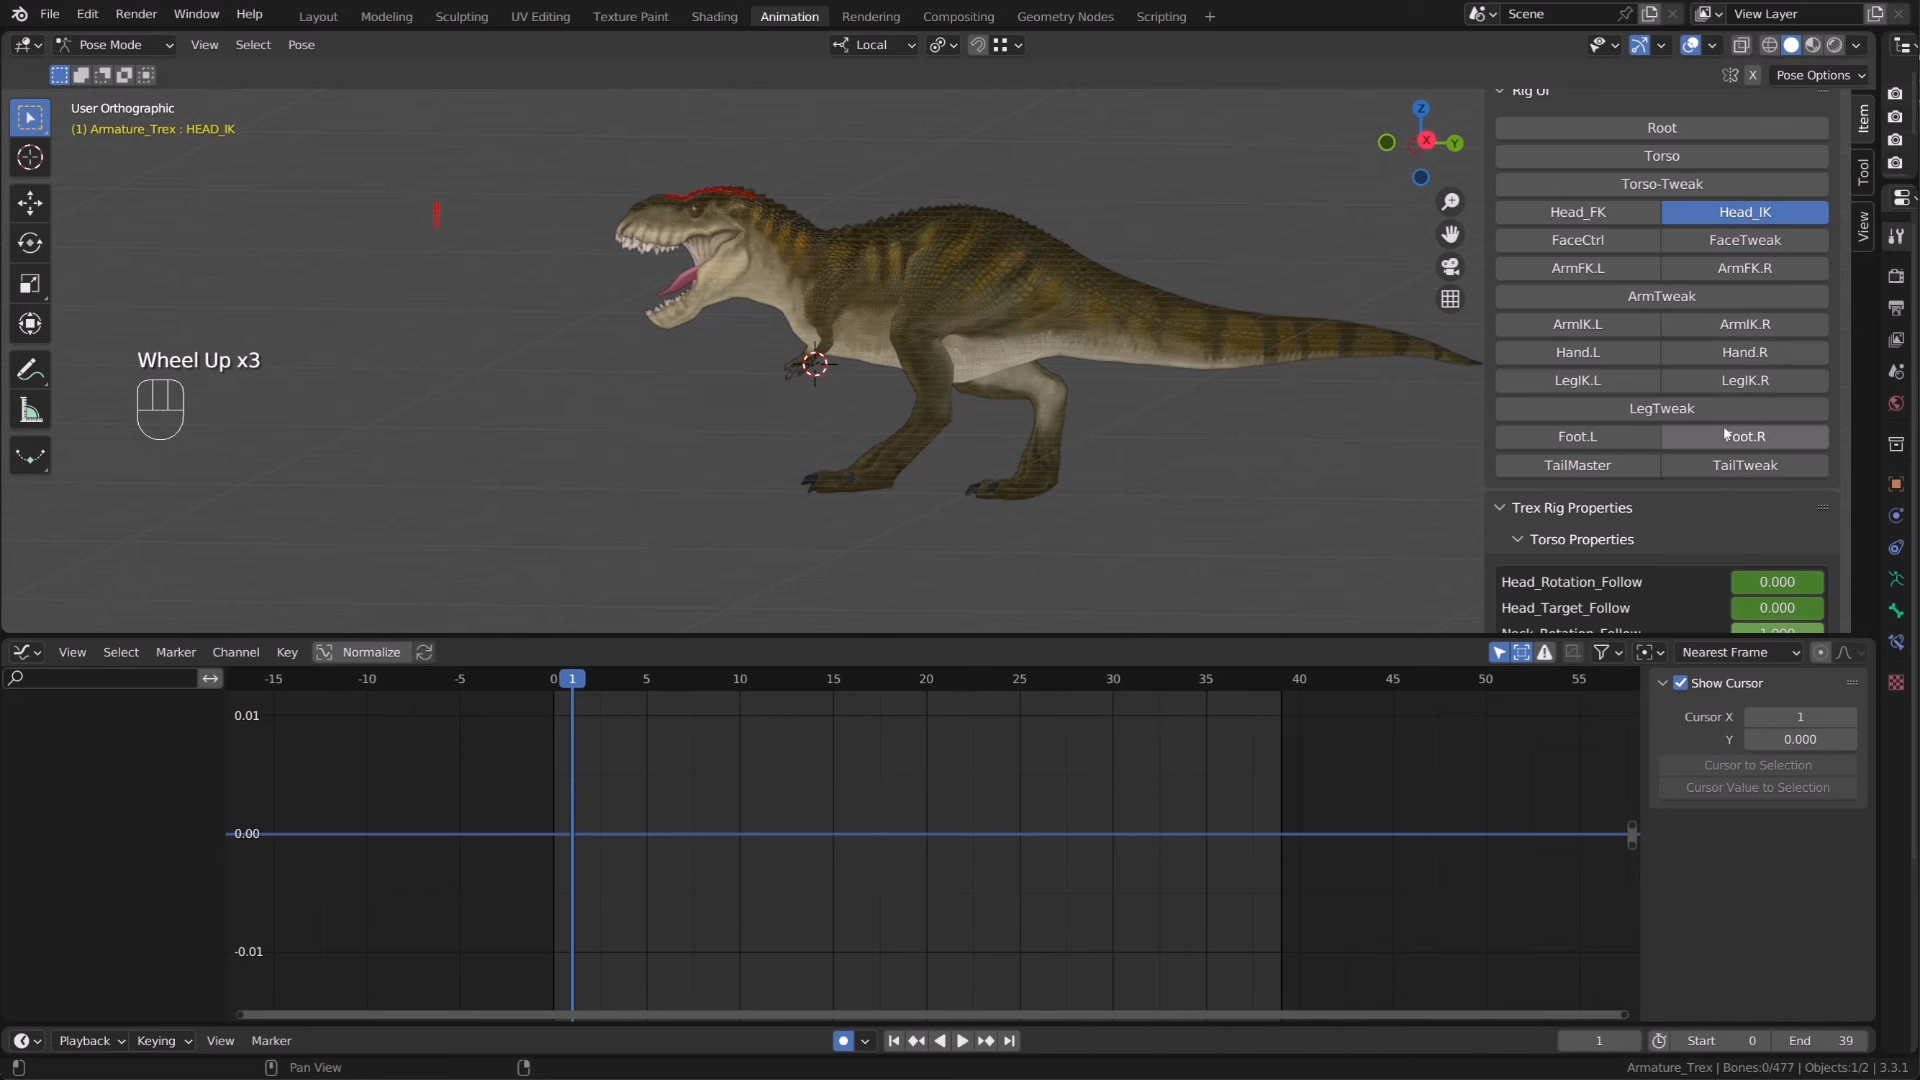 File Edit Render Window Help Layout Modeling Sculpting UV Editing Texture Paint Shading Animation Rendering Compositing Geometry Nodes Scripting + Scene View Layer
Pose Mode View Select Pose Local
X Pose Options
User Orthographic
(1) Armature_Trex : HEAD_IK
Z
X
Y
Wheel Up x3
Rig UI
Root
Torso
Torso-Tweak
Head_FK Head_IK
FaceCtrl FaceTweak
ArmFK.L ArmFK.R
ArmTweak
ArmIK.L ArmIK.R
Hand.L Hand.R
LegIK.L LegIK.R
LegTweak
Foot.L Foot.R
TailMaster TailTweak
Trex Rig Properties
Torso Properties
Head_Rotation_Follow 0.000
Head_Target_Follow 0.000
Neck_Rotation_Follow 1.000
Item
Tool
View
View Select Marker Channel Key Normalize Nearest Frame
-15 -10 -5 0 1 5 10 15 20 25 30 35 40 45 50 55
0.01
0.00
-0.01
Show Cursor
Cursor X 1
Y 0.000
Cursor to Selection
Cursor Value to Selection
Playback Keying View Marker 1 Start 0 End 39
Pan View Armature_Trex | Bones:0/477 | Objects:1/2 | 3.3.1